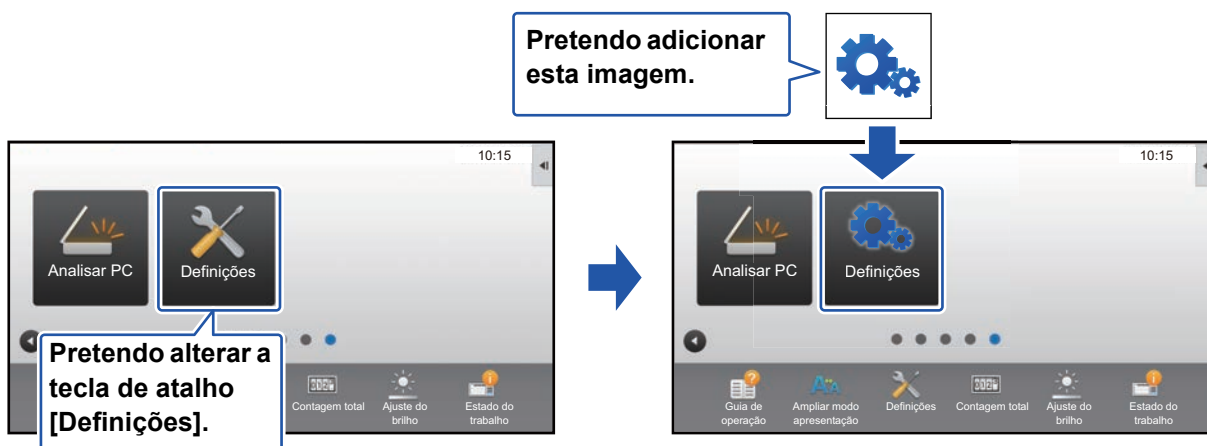 Pretendo adicionar
esta imagem.
10:15
Analisar PC
Definições
Pretendo alterar a
tecla de atalho
[Definições].
Contagem total
Ajuste do
brilho
Estado do
trabalho
10:15
Analisar PC
Definições
Guia de
operação
Ampliar modo
apresentação
Definições
Contagem total
Ajuste do
brilho
Estado do
trabalho